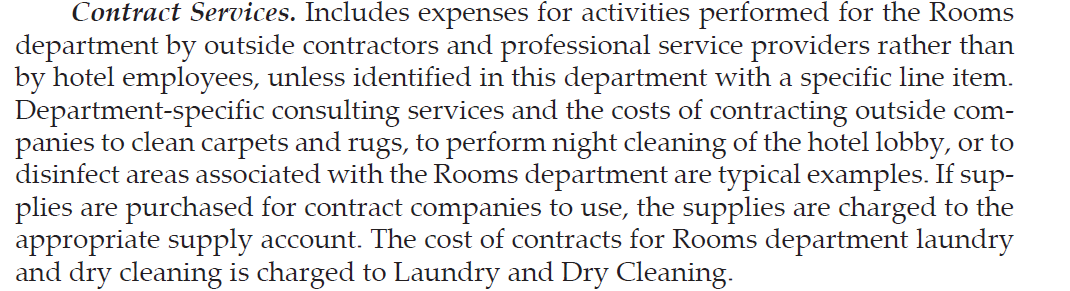 Contract Services. Includes expenses for activities performed for the Rooms
department by outside contractors and professional service providers rather than
by hotel employees, unless identified in this department with a specific line item.
Department-specific consulting services and the costs of contracting outside com-
panies to clean carpets and rugs, to perform night cleaning of the hotel lobby, or to
disinfect areas associated with the Rooms department are typical examples. If sup-
plies are purchased for contract companies to use, the supplies are charged to the
appropriate supply account. The cost of contracts for Rooms department laundry
and dry cleaning is charged to Laundry and Dry Cleaning.